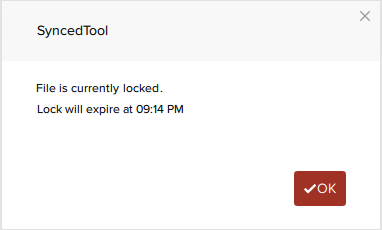 SyncedTool
File is currently locked.
Lock will expire at 09:14 PM
OK